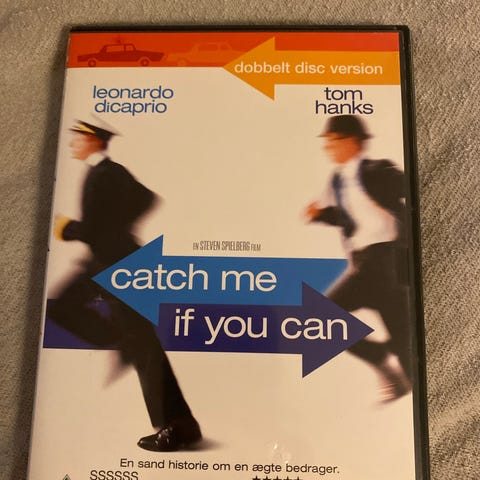 dobbelt disc version
leonardo
dicaprio
tom
hanks
EN STEVEN SPIELBERG FILM
catch me
if you can
En sand historie om en ægte bedrager.
SSSSSS
★★★★★